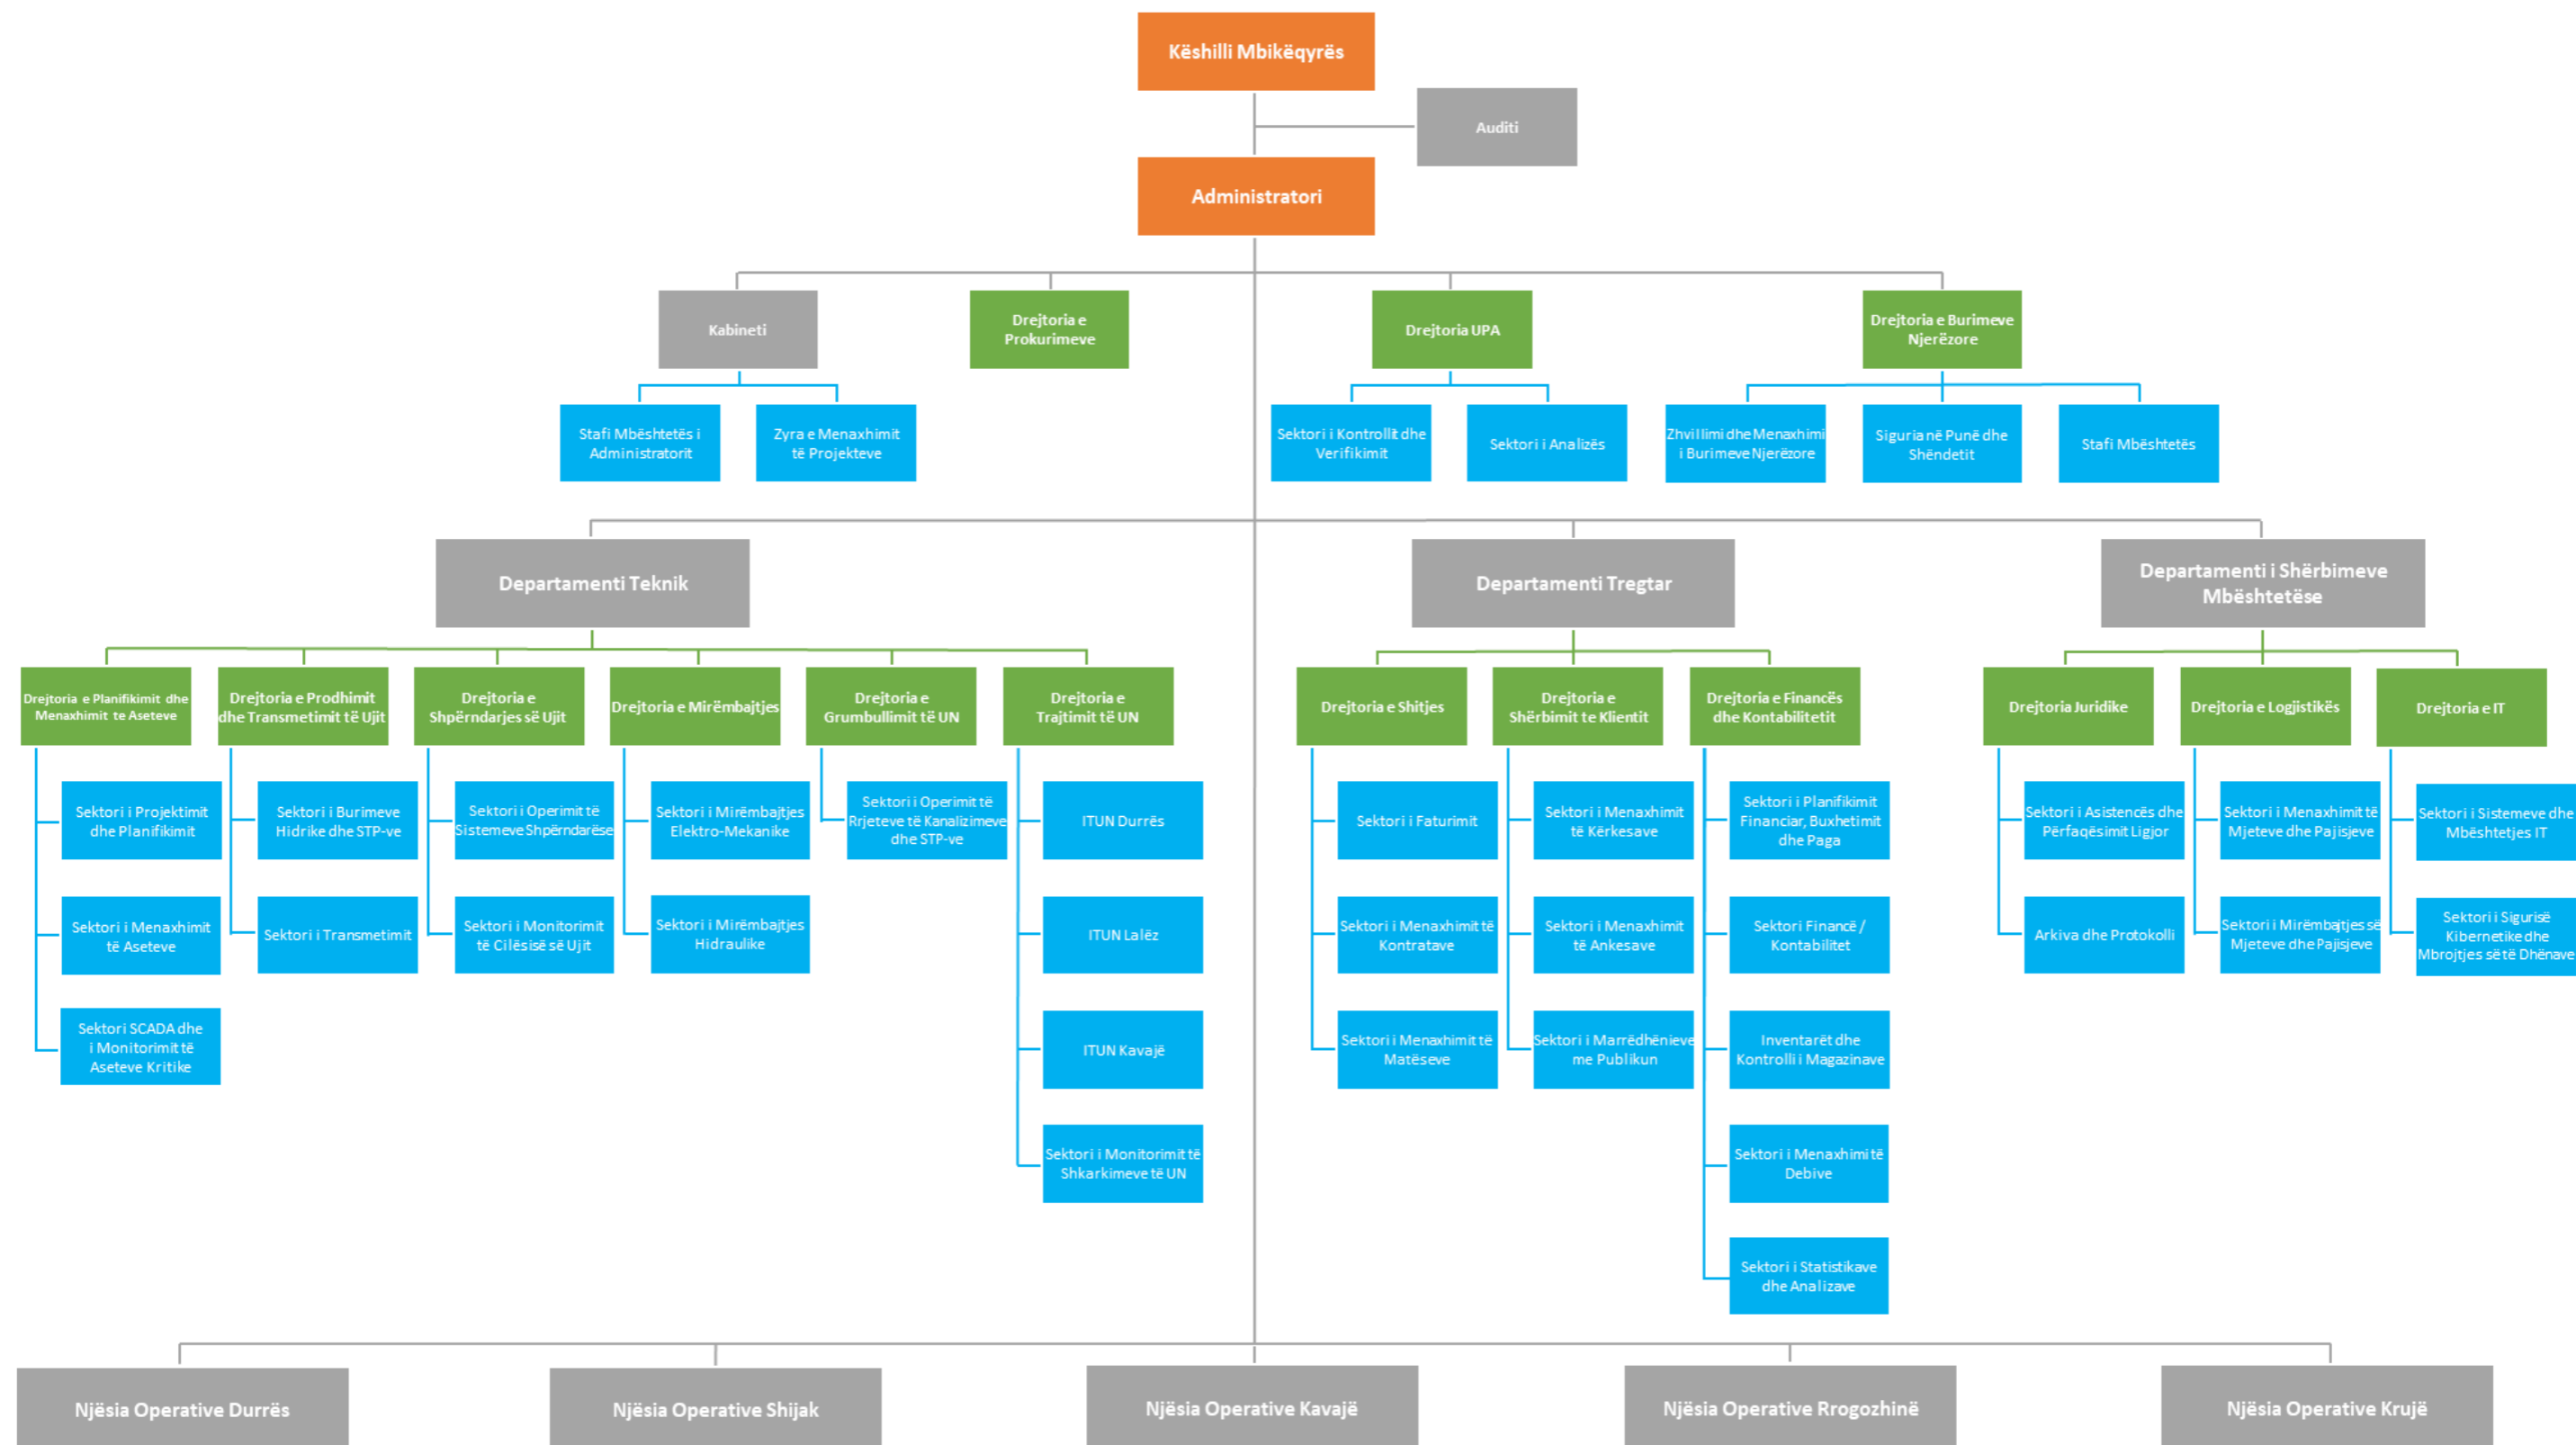 Këshilli Mbikëqyrës
Auditi
Administratori
Kabineti
Drejtoria e
Prokurimeve
Drejtoria UPA
Drejtoria e Burimeve
Njerëzore
Stafi Mbështetës i
Administratorit
Zyra e Menaxhimit
të Projekteve
Sektori i Kontrollit dhe
Verifikimit
Sektori i Analizës
Zhvillimi dhe Menaxhimi
i Burimeve Njerëzore
Siguria në Punë dhe
Shëndetit
Stafi Mbështetës
Departamenti Teknik
Departamenti Tregtar
Departamenti i Shërbimeve
Mbështetëse
Drejtoria e Planifikimit dhe
Menaxhimit te Aseteve
Drejtoria e Prodhimit
dhe Transmetimit të Ujit
Drejtoria e
Shpërndarjes së Ujit
Drejtoria e Mirëmbajtjes
Drejtoria e
Grumbullimit të UN
Drejtoria e
Trajtimit të UN
Drejtoria e Shitjes
Drejtoria e
Shërbimit te Klientit
Drejtoria e Financës
dhe Kontabilitetit
Drejtoria Juridike
Drejtoria e Logjistikës
Drejtoria e IT
Sektori i Projektimit
dhe Planifikimit
Sektori i Burimeve
Hidrike dhe STP-ve
Sektori i Operimit të
Sistemeve Shpërndarëse
Sektori i Mirëmbajtjes
Elektro-Mekanike
Sektori i Operimit të
Rrjeteve të Kanalizimeve
dhe STP-ve
ITUN Durrës
Sektori i Faturimit
Sektori i Menaxhimit
të Kërkesave
Sektori i Planifikimit
Financiar, Buxhetimit
dhe Paga
Sektori i Asistencës dhe
Përfaqësimit Ligjor
Sektori i Menaxhimit të
Mjeteve dhe Pajisjeve
Sektori i Sistemeve dhe
Mbështetjes IT
Sektori i Menaxhimit
të Aseteve
Sektori i Transmetimit
Sektori i Monitorimit
të Cilësisë së Ujit
Sektori i Mirëmbajtjes
Hidraulike
ITUN Lalëz
Sektori i Menaxhimit të
Kontratave
Sektori i Menaxhimit
të Ankesave
Sektori Financë /
Kontabilitet
Arkiva dhe Protokolli
Sektori i Mirëmbajtjes së
Mjeteve dhe Pajisjeve
Sektori i Sigurisë
Kibernetike dhe
Mbrojtjes së të Dhënave
Sektori SCADA dhe
i Monitorimit të
Aseteve Kritike
ITUN Kavajë
Sektori i Menaxhimit të
Matëseve
Sektori i Marrëdhënieve
me Publikun
Inventarët dhe
Kontrolli i Magazinave
Sektori i Monitorimit të
Shkarkimeve të UN
Sektori i Menaxhimi të
Debive
Sektori i Statistikave
dhe Analizave
Njësia Operative Durrës
Njësia Operative Shijak
Njësia Operative Kavajë
Njësia Operative Rrogozhinë
Njësia Operative Krujë